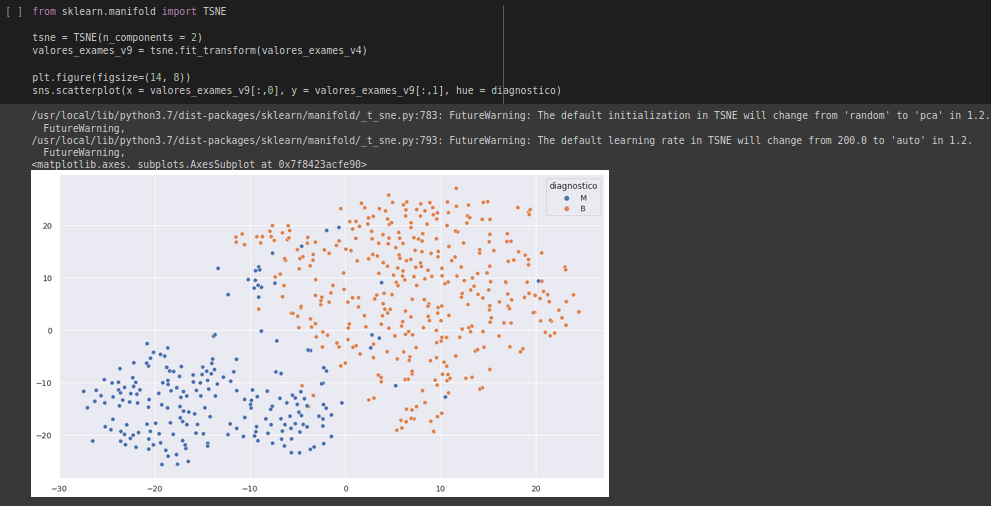 [ ] from sklearn.manifold import TSNE
tsne = TSNE(n_components = 2)
valores_exames_v9 = tsne.fit_transform(valores_exames_v4)
plt.figure(figsize=(14, 8))
sns.scatterplot(x = valores_exames_v9[:,0], y = valores_exames_v9[:,1], hue = diagnostico)
/usr/local/lib/python3.7/dist-packages/sklearn/manifold/_t_sne.py:783: FutureWarning: The default initialization in TSNE will change from 'random' to 'pca' in 1.2.
FutureWarning,
/usr/local/lib/python3.7/dist-packages/sklearn/manifold/_t_sne.py:793: FutureWarning: The default learning rate in TSNE will change from 200.0 to 'auto' in 1.2.
FutureWarning,
<matplotlib.axes._subplots.AxesSubplot at 0x7f8423acfe90>
diagnostico
M
B
20
10
0
−10
−20
−30
−20
−10
0
10
20